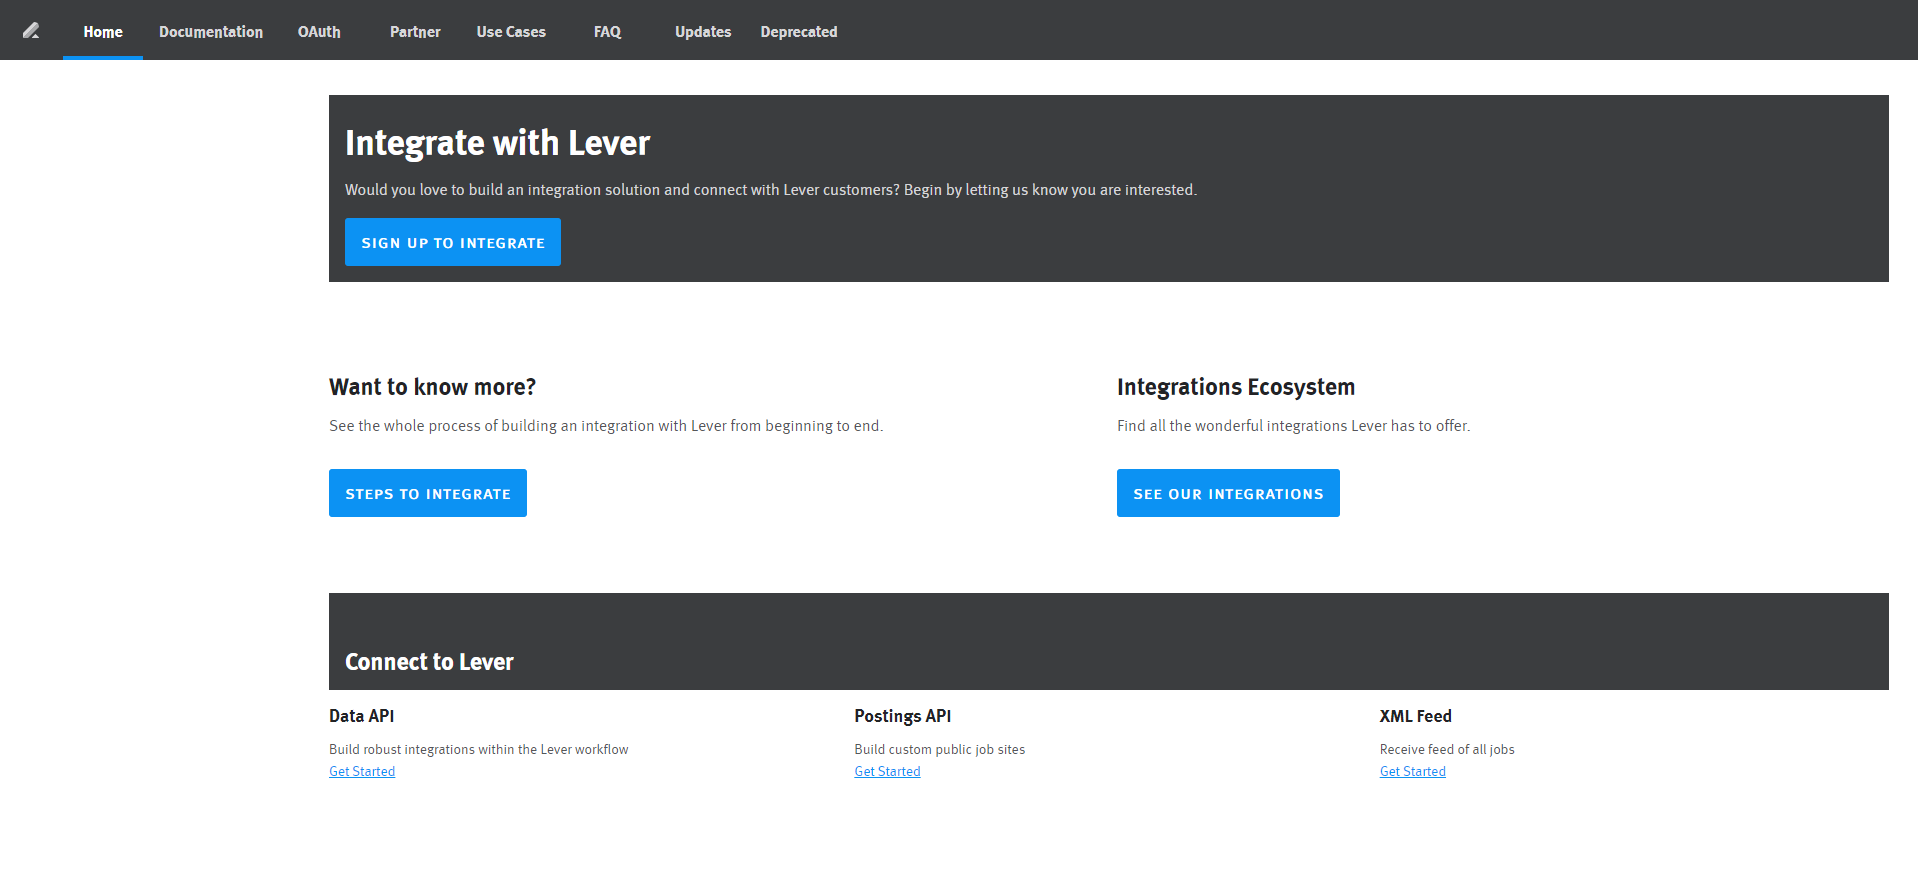 Home Documentation OAuth Partner Use Cases FAQ Updates Deprecated
Integrate with Lever
Would you love to build an integration solution and connect with Lever customers? Begin by letting us know you are interested.
SIGN UP TO INTEGRATE
Want to know more?
See the whole process of building an integration with Lever from beginning to end.
STEPS TO INTEGRATE
Integrations Ecosystem
Find all the wonderful integrations Lever has to offer.
SEE OUR INTEGRATIONS
Connect to Lever
Data API
Build robust integrations within the Lever workflow
Get Started
Postings API
Build custom public job sites
Get Started
XML Feed
Receive feed of all jobs
Get Started